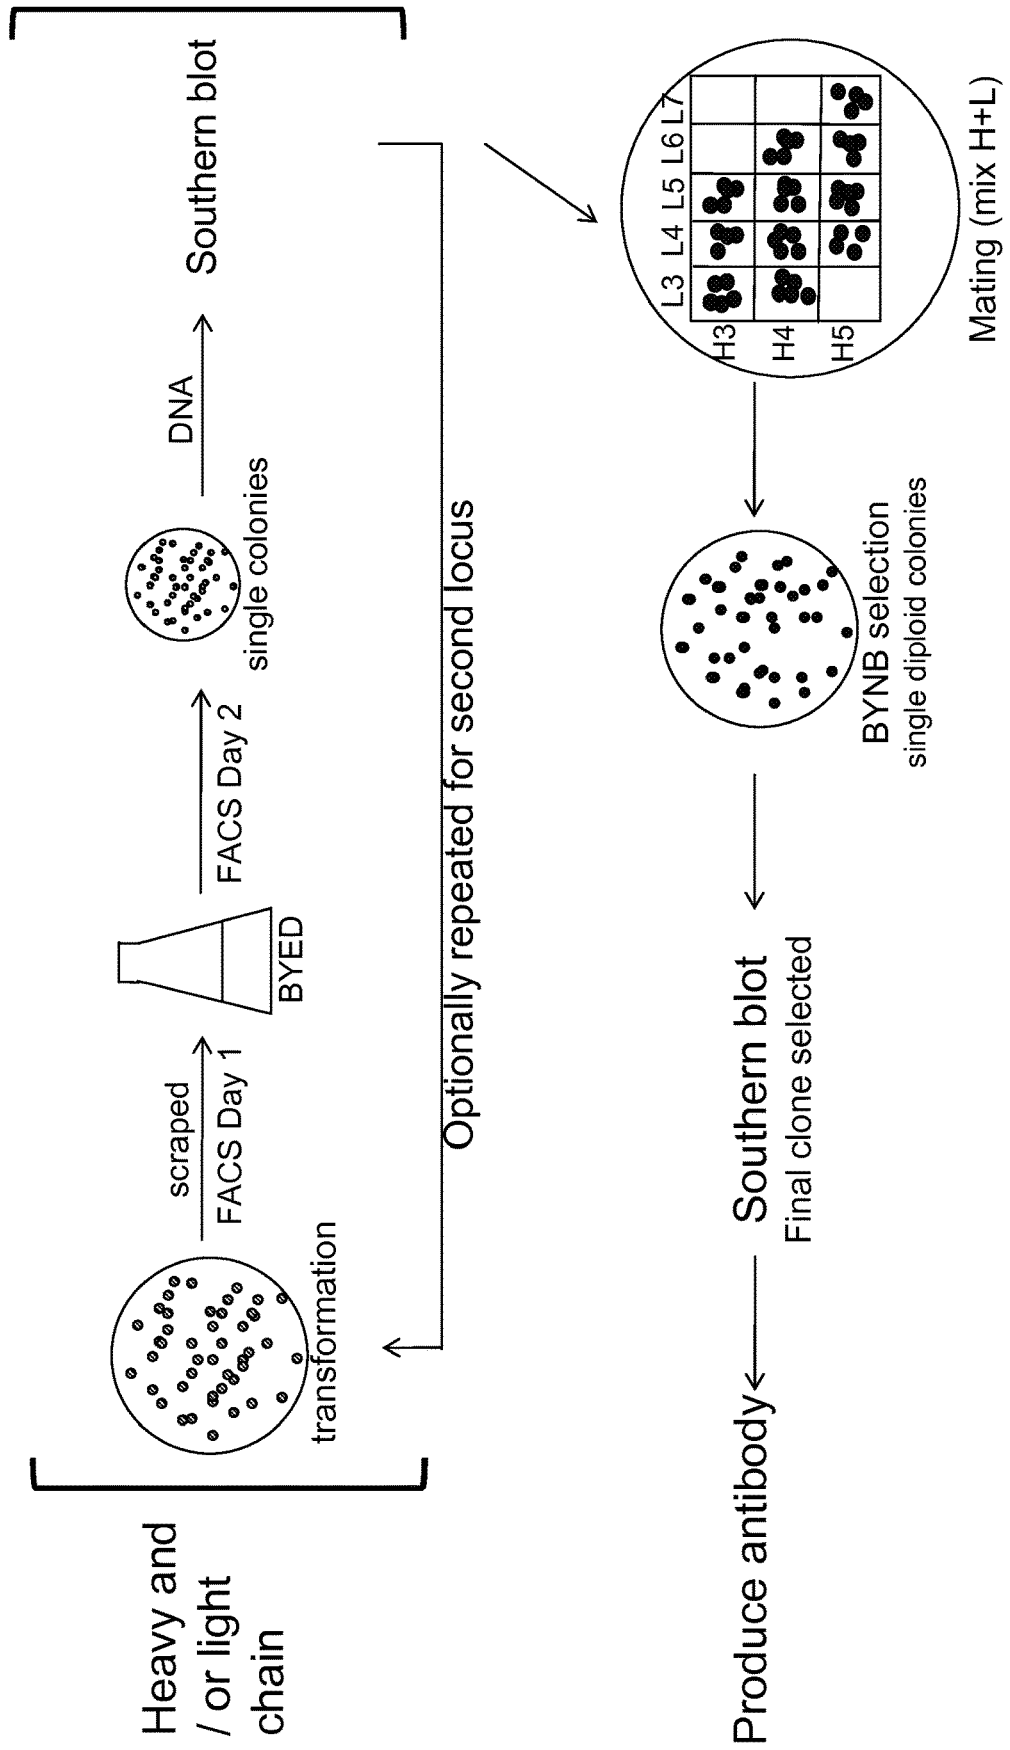 Heavy and
/ or light
chain
transformation
scraped
FACS Day 1
BYED
FACS Day 2
single colonies
DNA
Southern blot
Optionally repeated for second locus
L3 L4 L5 L6 L7
H3
H4
H5
Mating (mix H+L)
BYNB selection
single diploid colonies
Southern blot
Final clone selected
Produce antibody